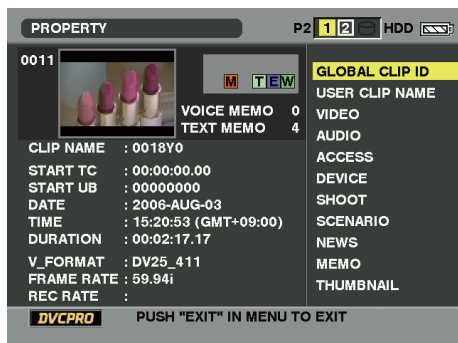 PROPERTY
P2 1 2 HDD
0011
M T E W
VOICE MEMO 0
TEXT MEMO 4
CLIP NAME : 0018Y0
START TC : 00:00:00.00
START UB : 00000000
DATE : 2006-AUG-03
TIME : 15:20:53 (GMT+09:00)
DURATION : 00:02:17.17
V_FORMAT : DV25_411
FRAME RATE : 59.94i
REC RATE :
GLOBAL CLIP ID
USER CLIP NAME
VIDEO
AUDIO
ACCESS
DEVICE
SHOOT
SCENARIO
NEWS
MEMO
THUMBNAIL
DVCPRO PUSH "EXIT" IN MENU TO EXIT